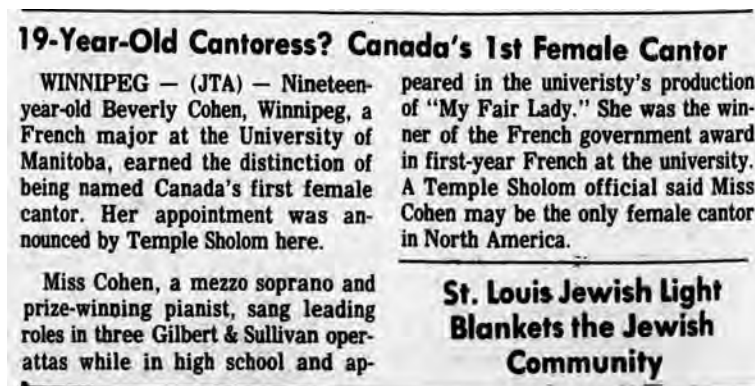 19-Year-Old Cantoress? Canada's 1st Female Cantor
WINNIPEG — (JTA) — Nineteen-
year-old Beverly Cohen, Winnipeg, a
French major at the University of
Manitoba, earned the distinction of
being named Canada's first female
cantor. Her appointment was an-
nounced by Temple Sholom here.
Miss Cohen, a mezzo soprano and
prize-winning pianist, sang leading
roles in three Gilbert & Sullivan oper-
attas while in high school and ap-
peared in the univeristy's production
of "My Fair Lady." She was the win-
ner of the French government award
in first-year French at the university.
A Temple Sholom official said Miss
Cohen may be the only female cantor
in North America.
St. Louis Jewish Light
Blankets the Jewish
Community